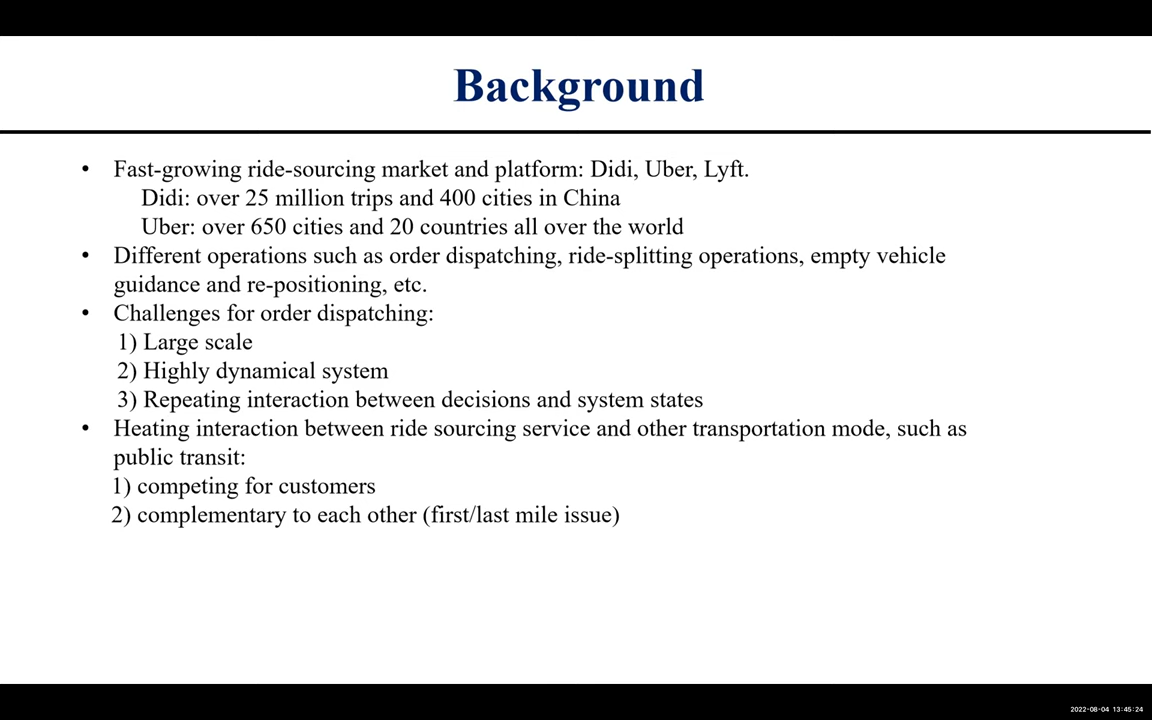 Background
• Fast-growing ride-sourcing market and platform: Didi, Uber, Lyft.
Didi: over 25 million trips and 400 cities in China
Uber: over 650 cities and 20 countries all over the world
• Different operations such as order dispatching, ride-splitting operations, empty vehicle
guidance and re-positioning, etc.
• Challenges for order dispatching:
1) Large scale
2) Highly dynamical system
3) Repeating interaction between decisions and system states
• Heating interaction between ride sourcing service and other transportation mode, such as
public transit:
1) competing for customers
2) complementary to each other (first/last mile issue)
2022-08-04 13:45:24